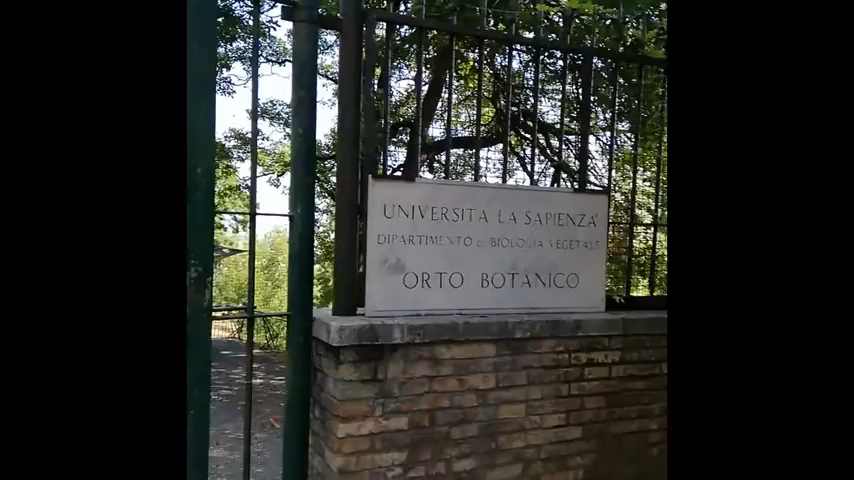 UNIVERSITA LA SAPIENZA
DIPARTIMENTO DI BIOLOGIA VEGETALE
ORTO BOTANICO